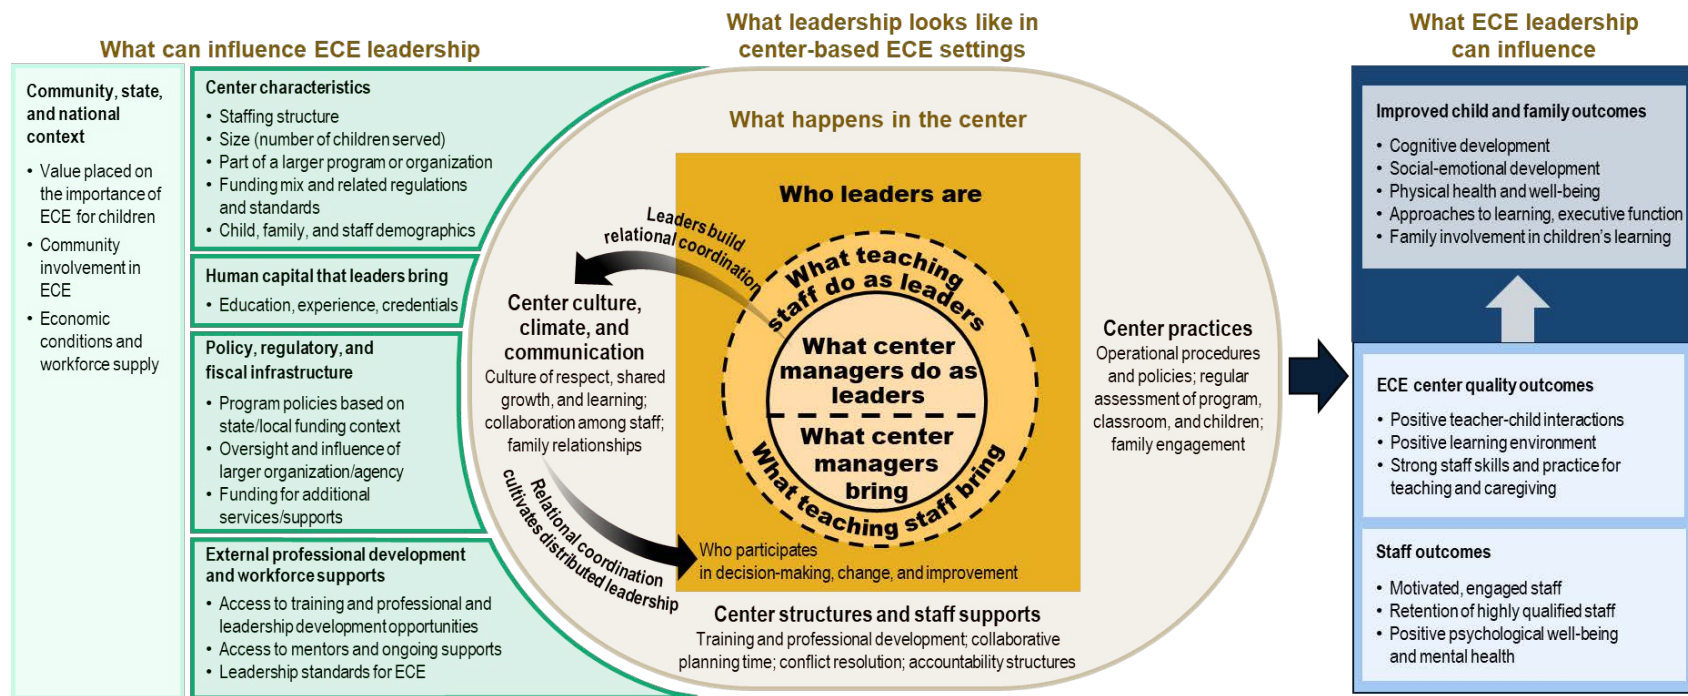 What can influence ECE leadership
Community, state,
and national
context
• Value placed on
the importance of
ECE for children
• Community
involvement in
ECE
• Economic
conditions and
workforce supply
Center characteristics
• Staffing structure
• Size (number of children served)
• Part of a larger program or organization
• Funding mix and related regulations
and standards
• Child, family, and staff demographics
Human capital that leaders bring
• Education, experience, credentials
Policy, regulatory, and
fiscal infrastructure
• Program policies based on
state/local funding context
• Oversight and influence of
larger organization/agency
• Funding for additional
services/supports
External professional development
and workforce supports
• Access to training and professional and
leadership development opportunities
• Access to mentors and ongoing supports
• Leadership standards for ECE
What leadership looks like in
center-based ECE settings
What happens in the center
Who leaders are
Leaders build
relational coordination
What teaching
staff do as leaders
What center
managers do as
leaders
What center
managers
bring
What teaching staff bring
Center culture,
climate, and
communication
Culture of respect, shared
growth, and learning;
collaboration among staff;
family relationships
Relational coordination
cultivates distributed leadership
Who participates
in decision-making, change, and improvement
Center structures and staff supports
Training and professional development; collaborative
planning time; conflict resolution; accountability structures
Center practices
Operational procedures
and policies; regular
assessment of program,
classroom, and children;
family engagement
What ECE leadership
can influence
Improved child and family outcomes
• Cognitive development
• Social-emotional development
• Physical health and well-being
• Approaches to learning, executive function
• Family involvement in children's learning
ECE center quality outcomes
• Positive teacher-child interactions
• Positive learning environment
• Strong staff skills and practice for
teaching and caregiving
Staff outcomes
• Motivated, engaged staff
• Retention of highly qualified staff
• Positive psychological well-being
and mental health